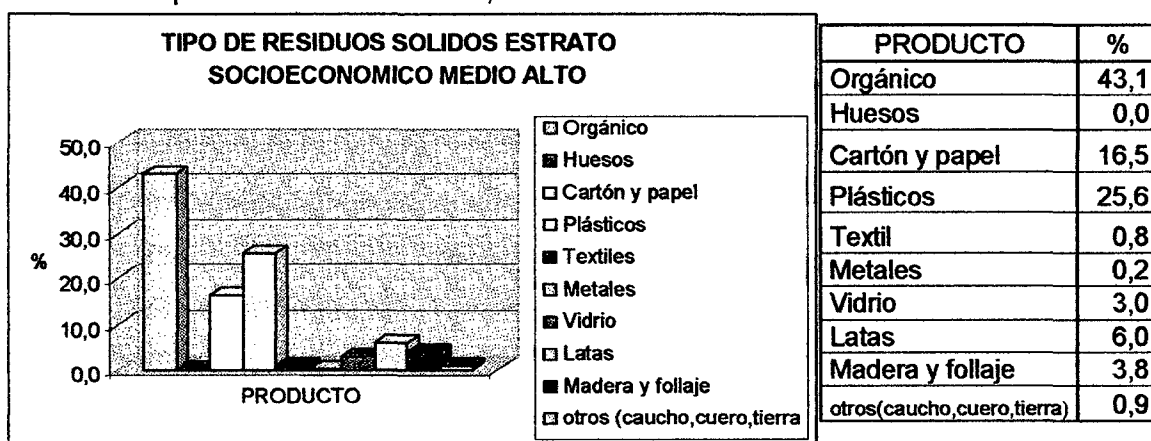 TIPO DE RESIDUOS SOLIDOS ESTRATO
SOCIOECONOMICO MEDIO ALTO
50,0
40,0
30,0
20,0
10,0
0,0
%
PRODUCTO
Orgánico
Huesos
Cartón y papel
Plásticos
Textiles
Metales
Vidrio
Latas
Madera y follaje
otros (caucho,cuero,tierra
PRODUCTO %
Orgánico 43,1
Huesos 0,0
Cartón y papel 16,5
Plásticos 25,6
Textil 0,8
Metales 0,2
Vidrio 3,0
Latas 6,0
Madera y follaje 3,8
otros(caucho,cuero,tierra) 0,9